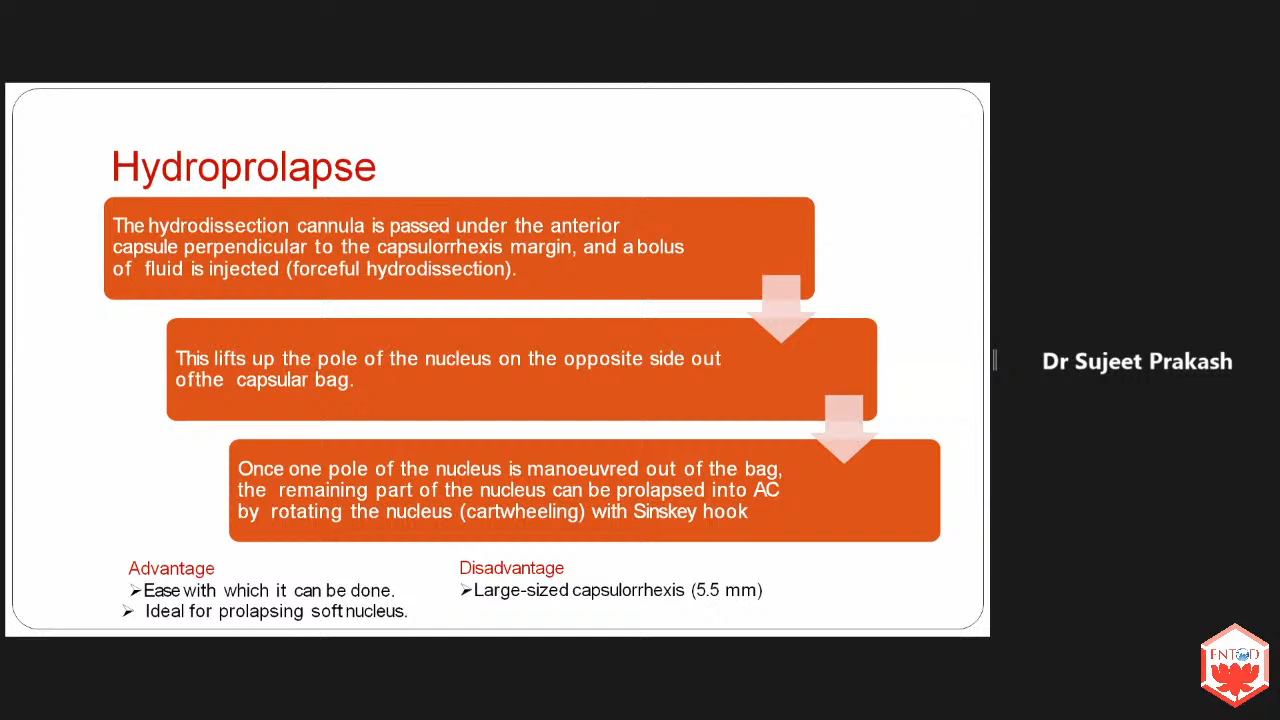 Hydroprolapse
The hydrodissection cannula is passed under the anterior
capsule perpendicular to the capsulorrhexis margin, and a bolus
of fluid is injected (forceful hydrodissection).
This lifts up the pole of the nucleus on the opposite side out
ofthe capsular bag.
Once one pole of the nucleus is manoeuvred out of the bag,
the remaining part of the nucleus can be prolapsed into AC
by rotating the nucleus (cartwheeling) with Sinskey hook
Advantage
➢Ease with which it can be done.
➢ Ideal for prolapsing soft nucleus.
Disadvantage
➢Large-sized capsulorrhexis (5.5 mm)
Dr Sujeet Prakash
ENTOD